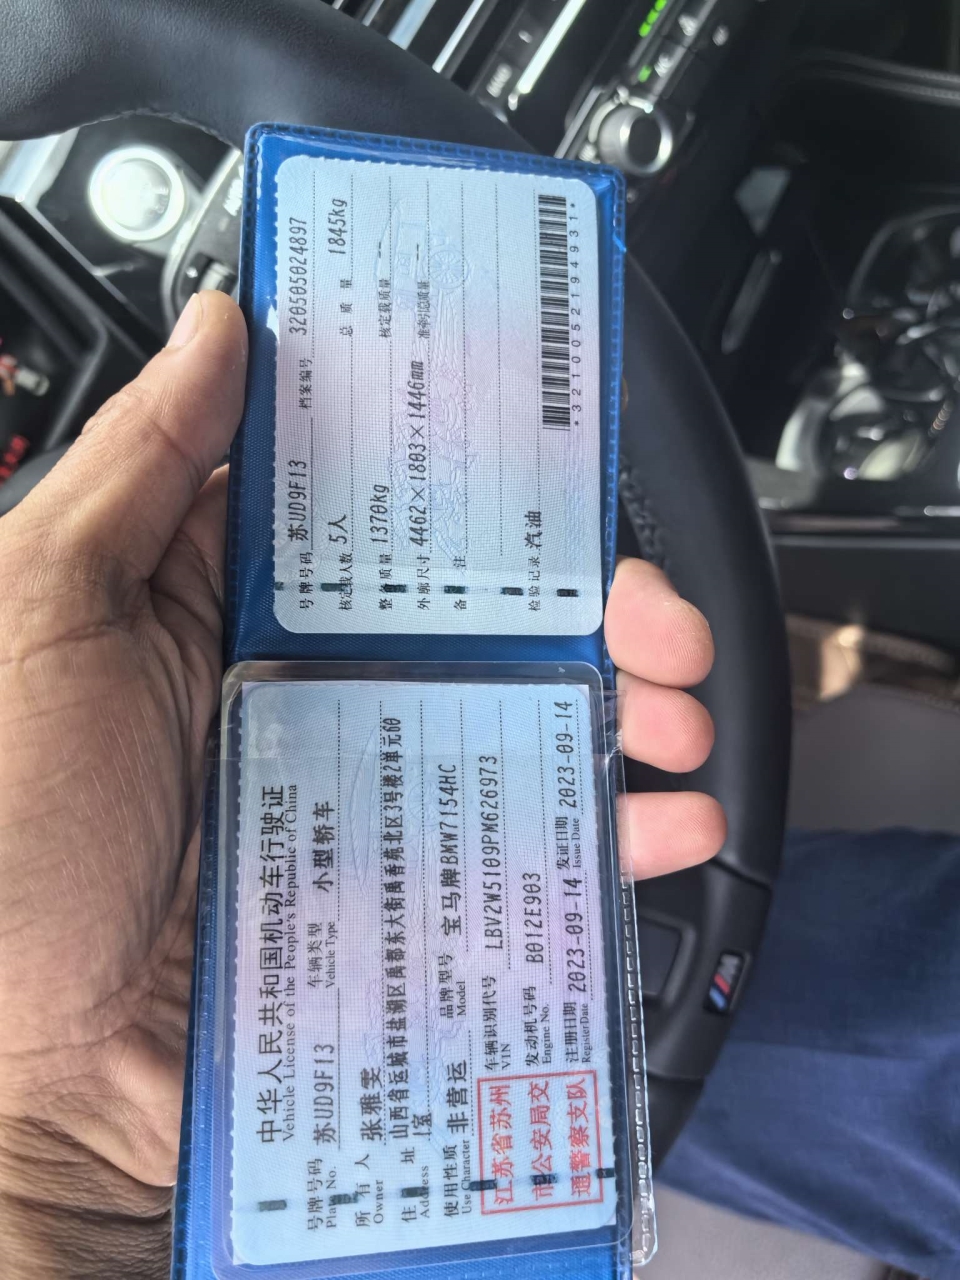 中华人民共和国机动车行驶证
Vehicle License of the People's Republic of China
号牌号码 苏UD9F13 车辆类型 小型轿车
Plate No. Vehicle Type
所有人 张雅雯
Owner
住址 山西省运城市盐湖区禹都东大街禹香苑北区3号楼2单元60
Address 1室
使用性质 非营运 品牌型号 宝马牌BMW7154HC
Use Character Model
江苏省苏州市公安局交通警察支队
车辆识别代号 LBV2W5109PM626973
VIN
发动机号码 B012E903
Engine No.
注册日期 2023-09-14 发证日期 2023-09-14
Register Date Issue Date
号牌号码 苏UD9F13 档案编号 320505024897
核定载人数 5人 总质量 1845kg
整备质量 1370kg 核定载质量 --
外廓尺寸 4462×1803×1446mm 准牵引总质量 --
备注
检验记录 汽油
*3210052194931*